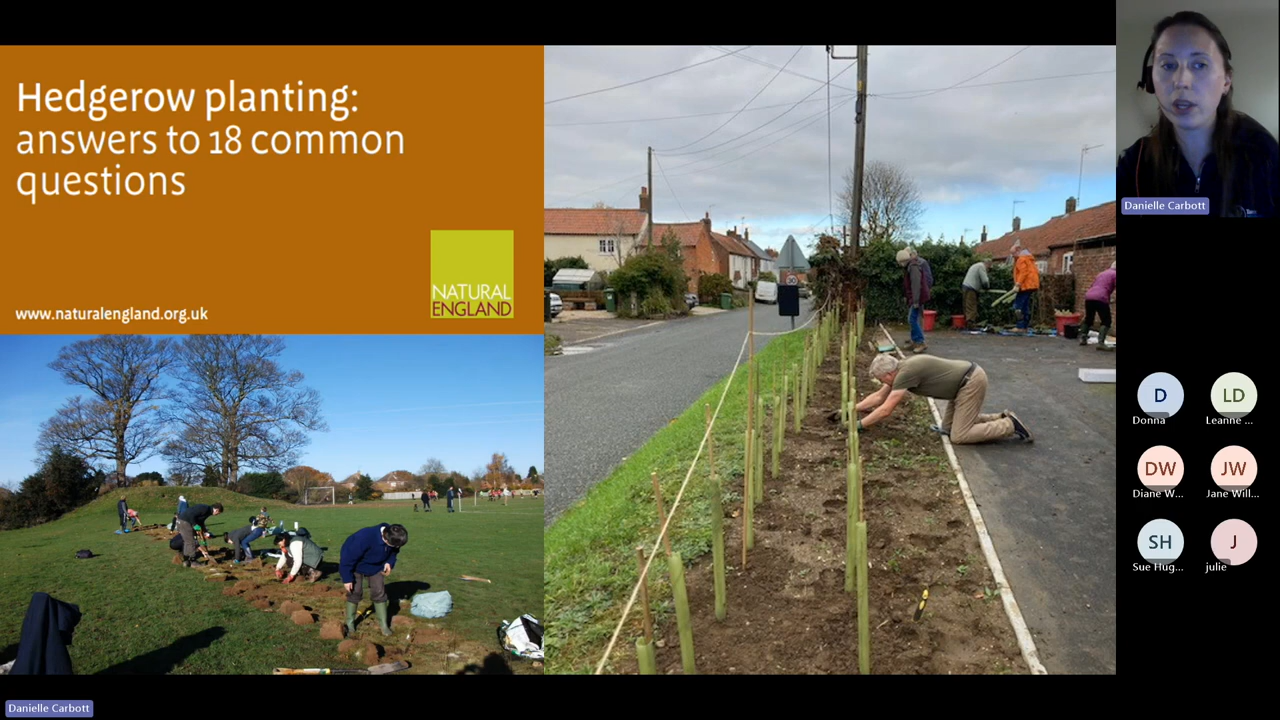 Hedgerow planting:
answers to 18 common
questions
NATURAL
ENGLAND
www.naturalengland.org.uk
30
Danielle Carbott
D
LD
Donna
Leanne ...
DW
JW
Diane W...
Jane Will...
SH
J
Sue Hug...
julie
Danielle Carbott